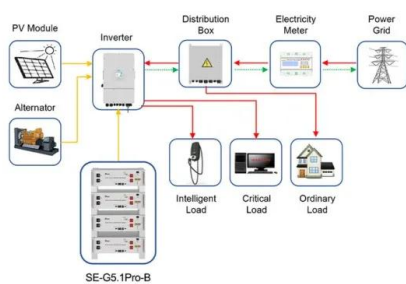 PV Module
Inverter
Distribution
Box
Electricity
Meter
Power
Grid
Alternator
Intelligent
Load
Critical
Load
Ordinary
Load
SE-G5.1Pro-B